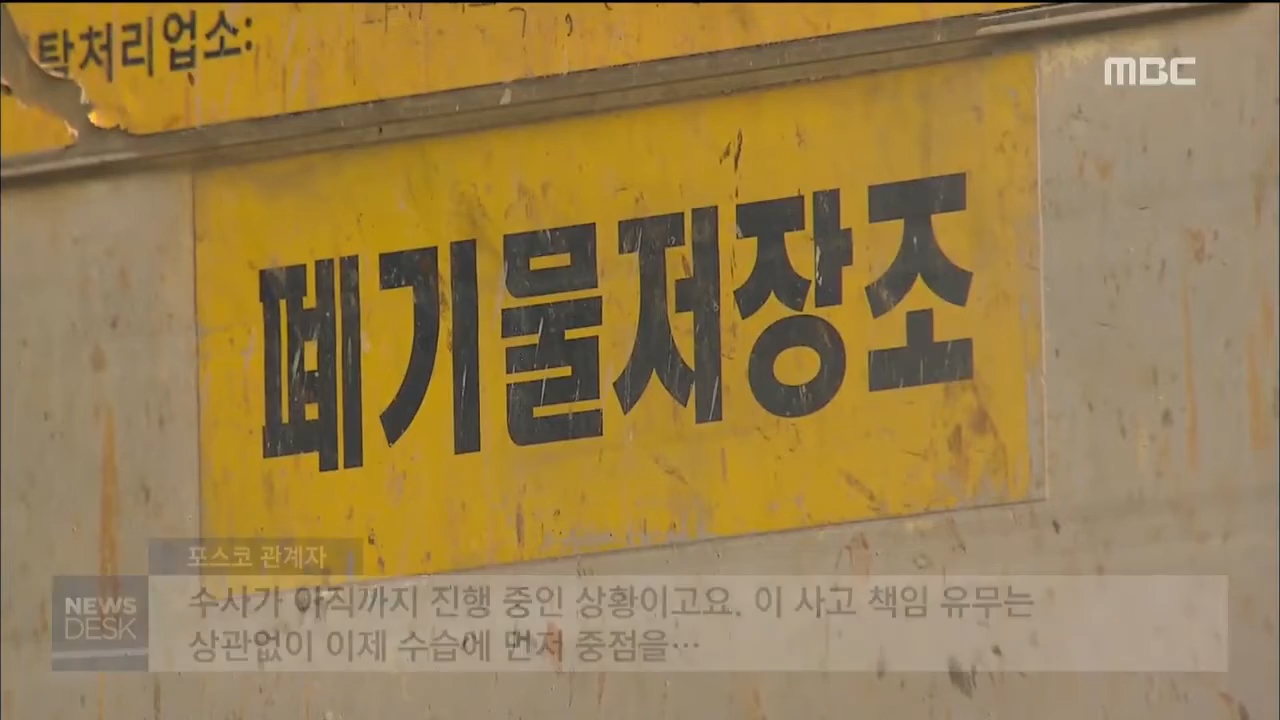 탁처리업소:
MBC
폐기물저장조
포스코 관계자
NEWS
DESK
수사가 아직까지 진행 중인 상황이고요. 이 사고 책임 유무는
상관없이 이제 수습에 먼저 중점을…